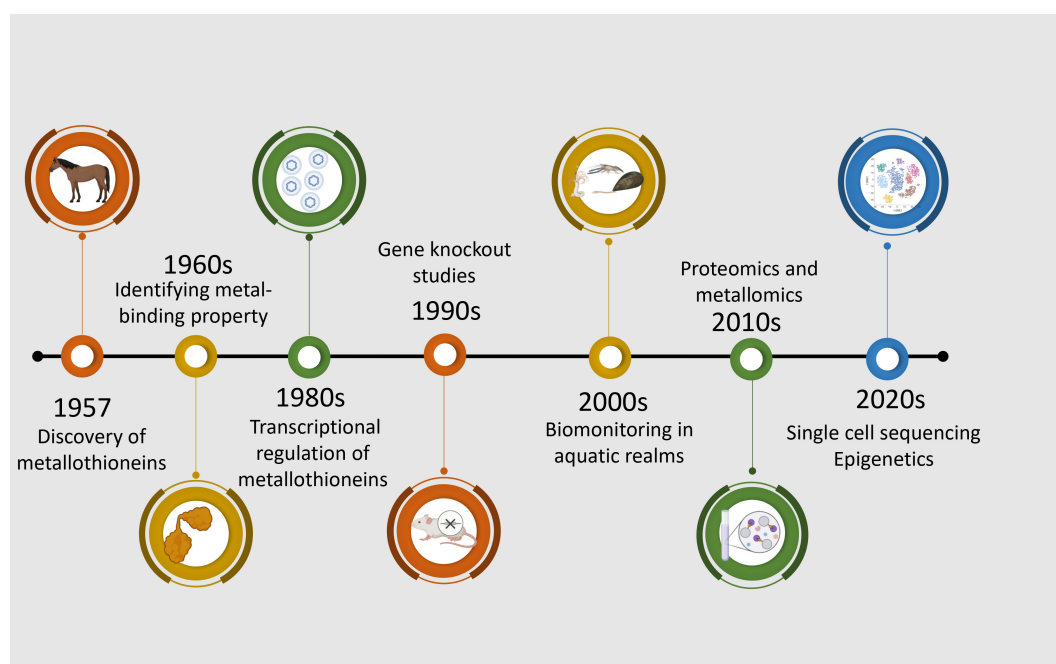 1957
Discovery of
metallothioneins
1960s
Identifying metal-
binding property
1980s
Transcriptional
regulation of
metallothioneins
Gene knockout
studies
1990s
2000s
Biomonitoring in
aquatic realms
Proteomics and
metallomics
2010s
2020s
Single cell sequencing
Epigenetics